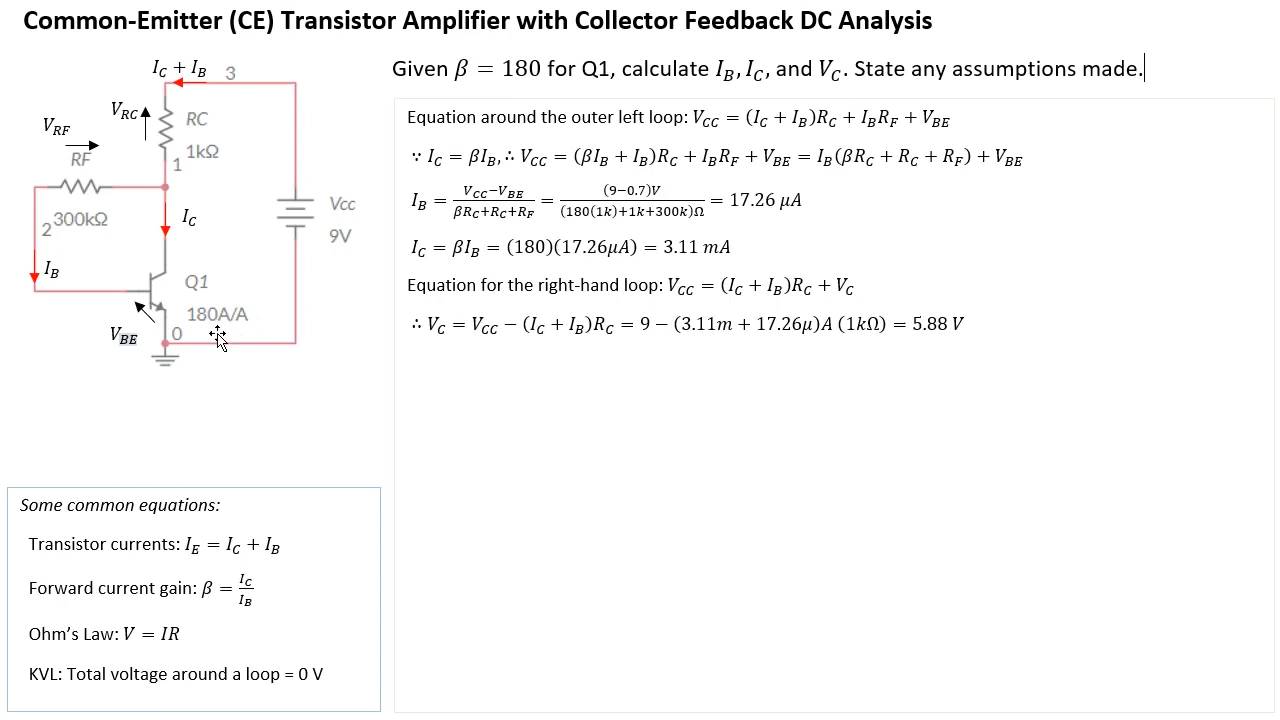 Common-Emitter (CE) Transistor Amplifier with Collector Feedback DC Analysis
Given β = 180 for Q1, calculate I_B, I_C, and V_C. State any assumptions made.
I_C + I_B
3
V_RC
RC
1kΩ
V_RF
RF
1
300kΩ
2
I_C
Vcc
9V
I_B
Q1
180A/A
V_BE
0
Equation around the outer left loop: V_CC = (I_C + I_B)R_C + I_BR_F + V_BE
∵ I_C = βI_B, ∴ V_CC = (βI_B + I_B)R_C + I_BR_F + V_BE = I_B(βR_C + R_C + R_F) + V_BE
I_B = (V_CC−V_BE)/(βR_C+R_C+R_F) = (9−0.7)V/(180(1k)+1k+300k)Ω = 17.26 μA
I_C = βI_B = (180)(17.26μA) = 3.11 mA
Equation for the right-hand loop: V_CC = (I_C + I_B)R_C + V_C
∴ V_C = V_CC − (I_C + I_B)R_C = 9 − (3.11m + 17.26μ)A (1kΩ) = 5.88 V
Some common equations:
Transistor currents: I_E = I_C + I_B
Forward current gain: β = I_C/I_B
Ohm's Law: V = IR
KVL: Total voltage around a loop = 0 V